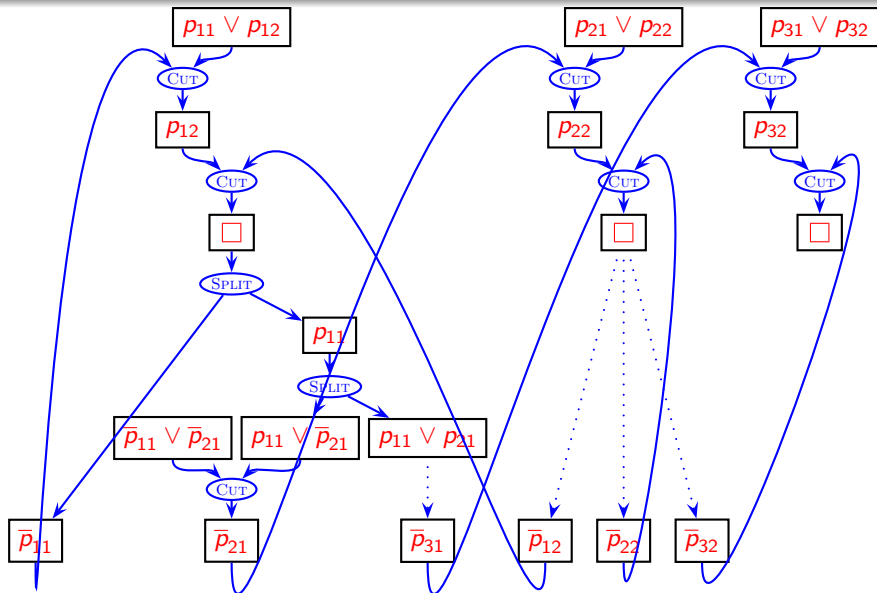 p₁₁ ∨ p₁₂ p₂₁ ∨ p₂₂ p₃₁ ∨ p₃₂
CUT CUT CUT
p₁₂ p₂₂ p₃₂
CUT CUT CUT
□ □ □
SPLIT
p₁₁
SPLIT
p̅₁₁ ∨ p̅₂₁ p₁₁ ∨ p̅₂₁ p₁₁ ∨ p₂₁
CUT
p̅₁₁ p̅₂₁ p̅₃₁ p̅₁₂ p̅₂₂ p̅₃₂